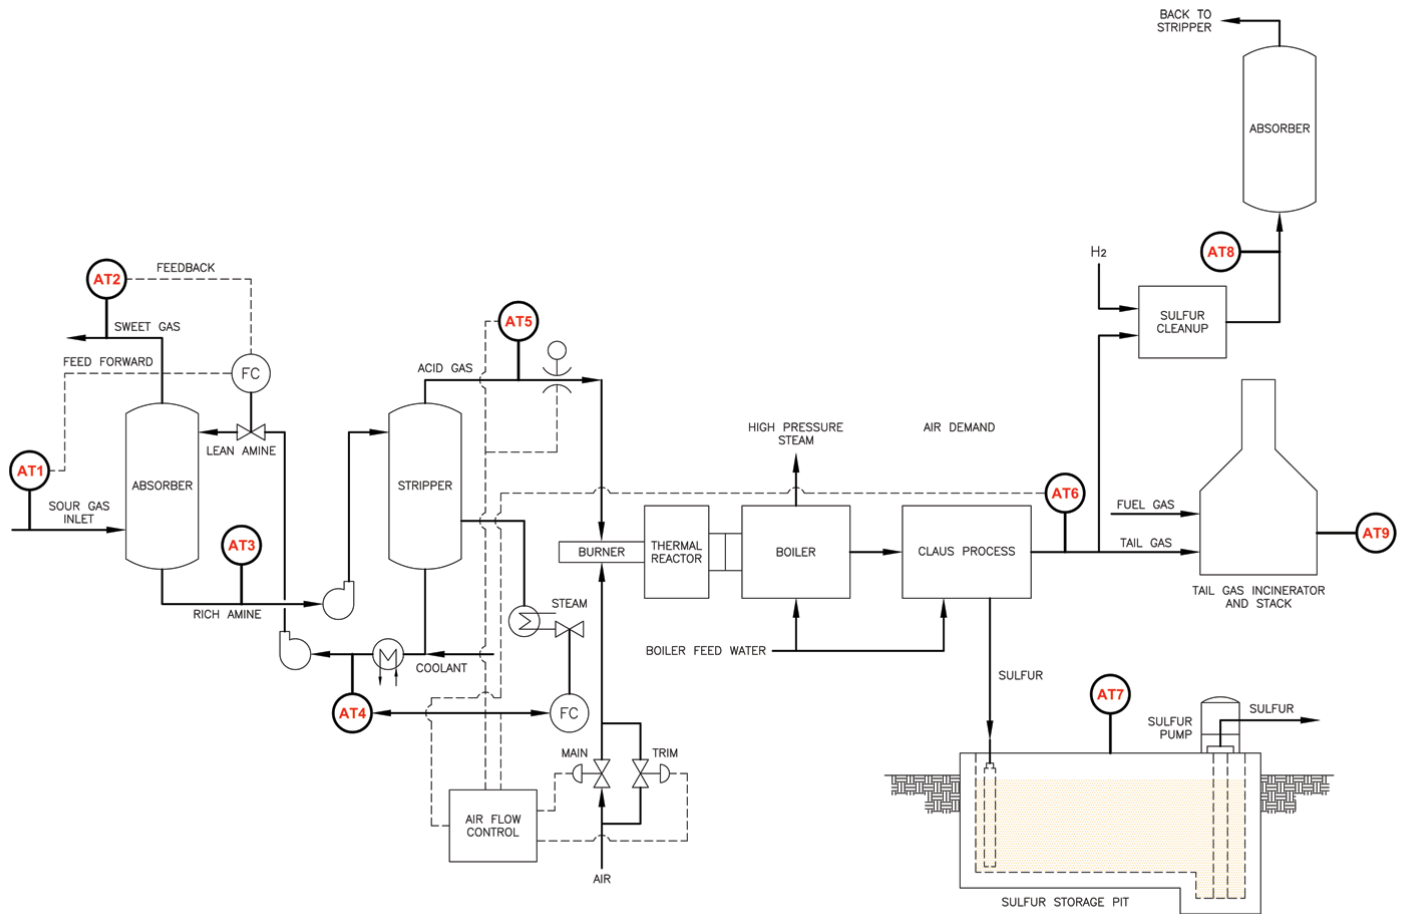 BACK TO
STRIPPER
ABSORBER
AT8
H2
SULFUR
CLEANUP
AT2
FEEDBACK
SWEET GAS
FEED FORWARD
FC
AT5
ACID GAS
LEAN AMINE
AT1
ABSORBER
SOUR GAS
INLET
STRIPPER
AT3
RICH AMINE
HIGH PRESSURE
STEAM
AIR DEMAND
AT6
FUEL GAS
TAIL GAS
AT9
BURNER
THERMAL
REACTOR
BOILER
CLAUS PROCESS
TAIL GAS INCINERATOR
AND STACK
STEAM
COOLANT
BOILER FEED WATER
SULFUR
AT4
FC
AT7
SULFUR
PUMP
SULFUR
MAIN
TRIM
AIR FLOW
CONTROL
AIR
SULFUR STORAGE PIT